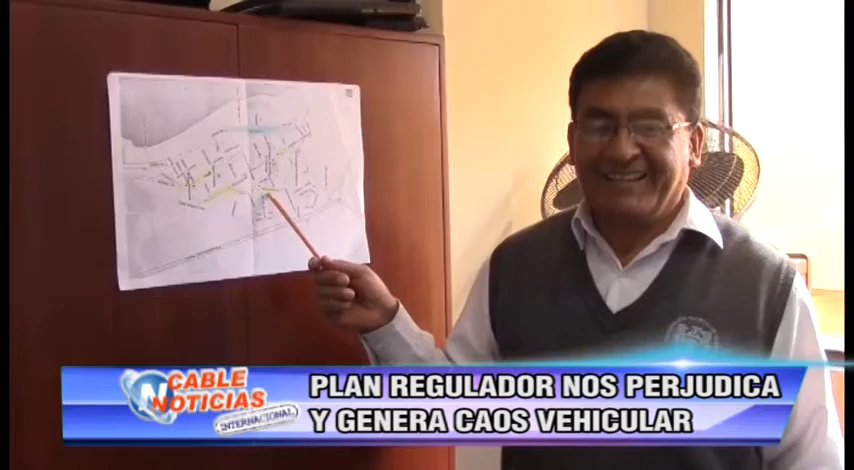 CABLE
NOTICIAS
INTERNACIONAL
PLAN REGULADOR NOS PERJUDICA
Y GENERA CAOS VEHICULAR